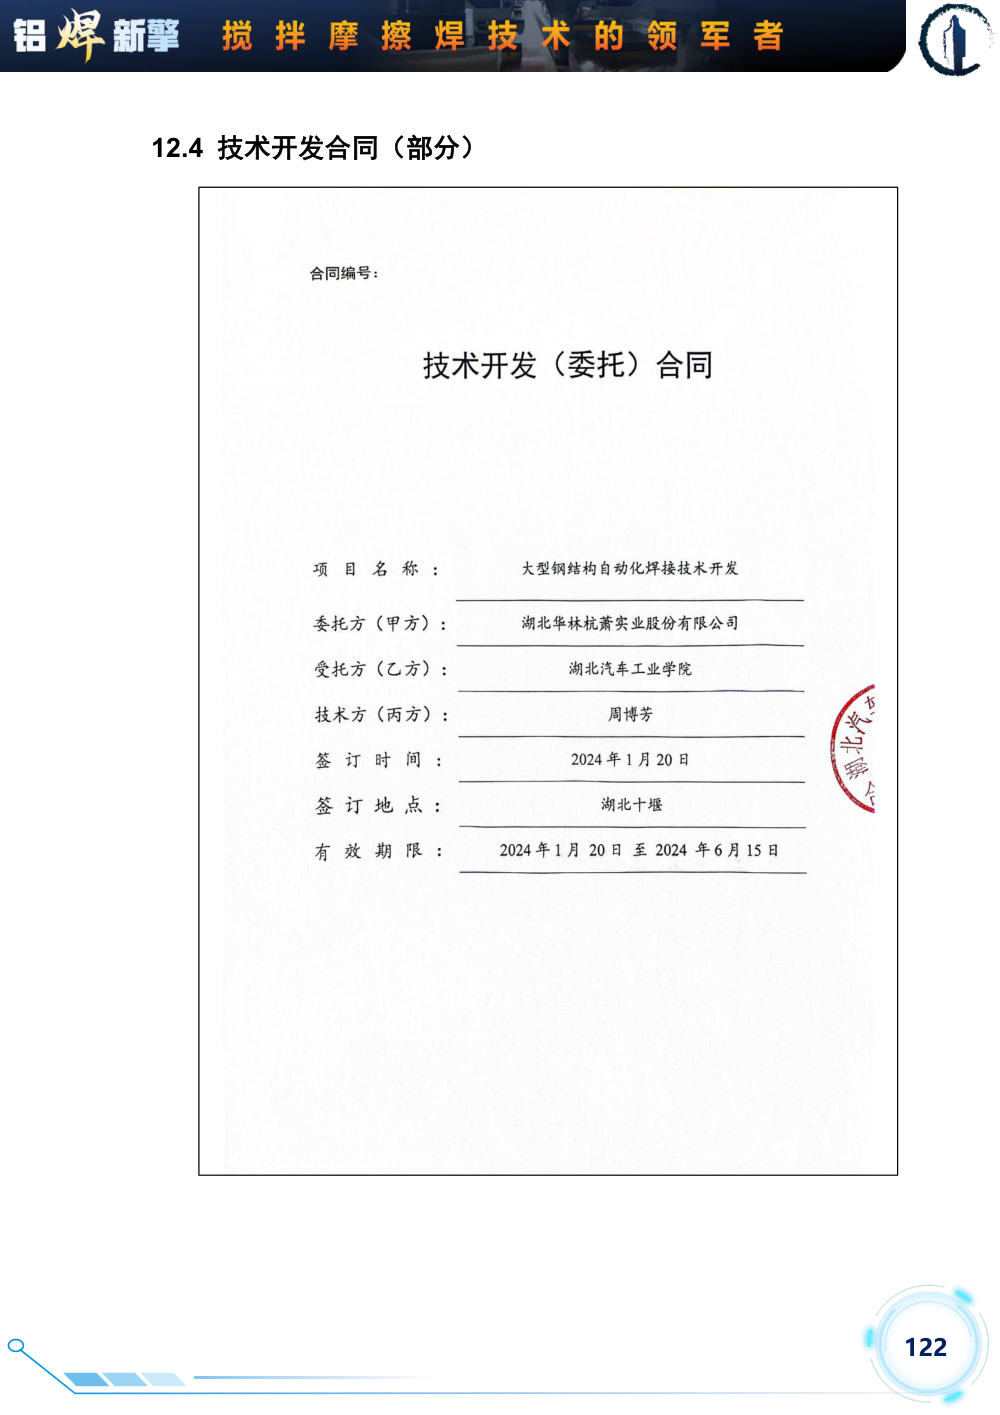 铝焊新擎 搅拌摩擦焊技术的领军者
12.4 技术开发合同（部分）
合同编号：
技术开发（委托）合同
项目名称： 大型钢结构自动化焊接技术开发
委托方（甲方）： 湖北华林杭萧实业股份有限公司
受托方（乙方）： 湖北汽车工业学院
技术方（丙方）： 周博芳
签订时间： 2024年1月20日
签订地点： 湖北十堰
有效期限： 2024年1月20日 至 2024年6月15日
湖北汽车
合
122